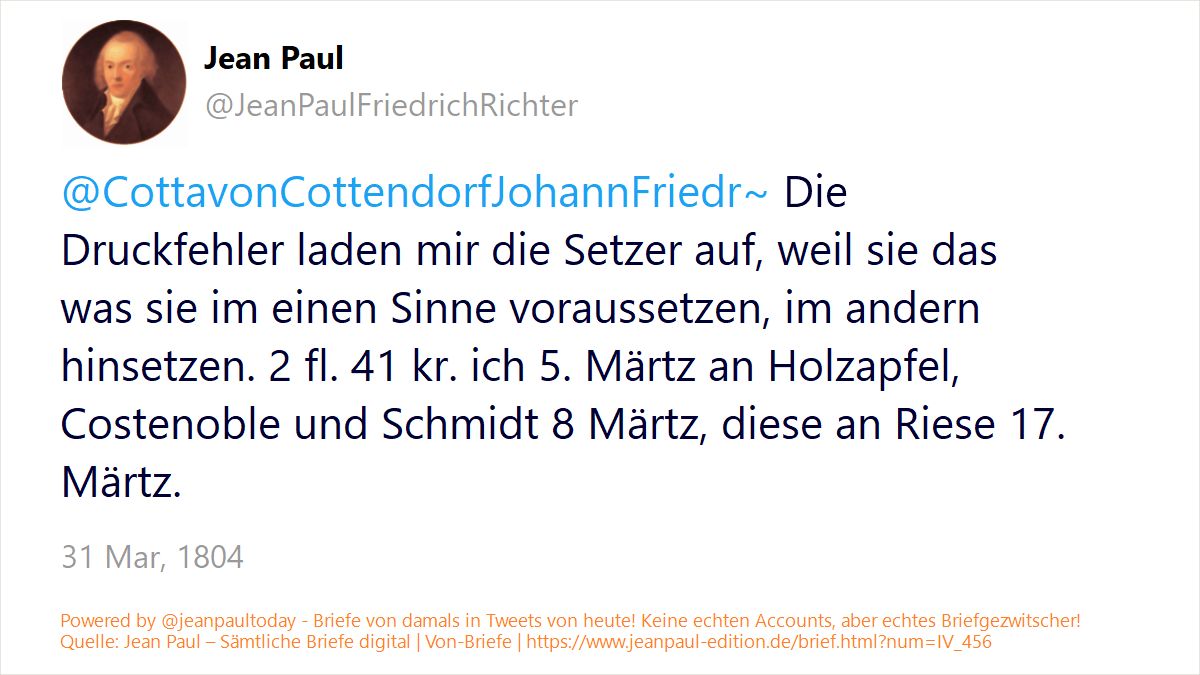 Jean Paul
@JeanPaulFriedrichRichter
@CottavonCottendorfJohannFriedr~ Die
Druckfehler laden mir die Setzer auf, weil sie das
was sie im einen Sinne voraussetzen, im andern
hinsetzen. 2 fl. 41 kr. ich 5. Märtz an Holzapfel,
Costenoble und Schmidt 8 Märtz, diese an Riese 17.
Märtz.
31 Mar, 1804
Powered by @jeanpaultoday - Briefe von damals in Tweets von heute! Keine echten Accounts, aber echtes Briefgezwitscher!
Quelle: Jean Paul – Sämtliche Briefe digital | Von-Briefe | https://www.jeanpaul-edition.de/brief.html?num=IV_456